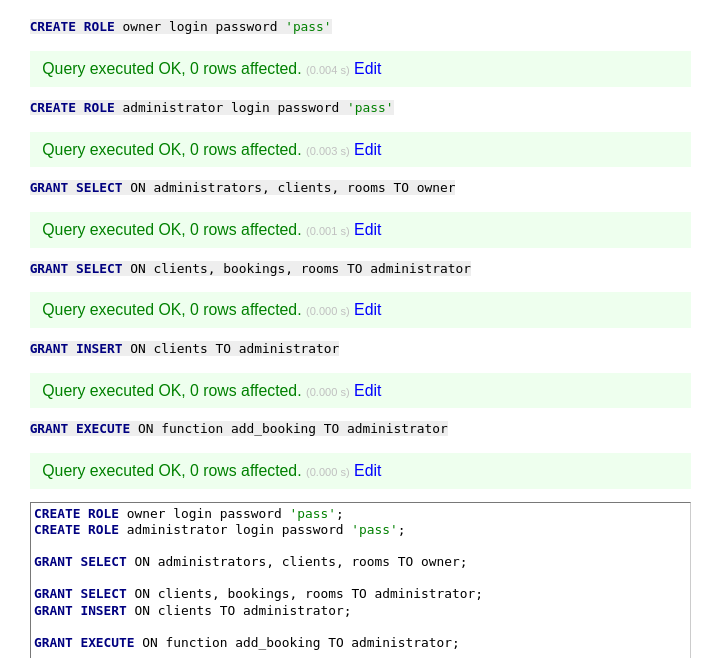 CREATE ROLE owner login password 'pass'
Query executed OK, 0 rows affected. (0.004 s) Edit
CREATE ROLE administrator login password 'pass'
Query executed OK, 0 rows affected. (0.003 s) Edit
GRANT SELECT ON administrators, clients, rooms TO owner
Query executed OK, 0 rows affected. (0.001 s) Edit
GRANT SELECT ON clients, bookings, rooms TO administrator
Query executed OK, 0 rows affected. (0.000 s) Edit
GRANT INSERT ON clients TO administrator
Query executed OK, 0 rows affected. (0.000 s) Edit
GRANT EXECUTE ON function add_booking TO administrator
Query executed OK, 0 rows affected. (0.000 s) Edit
CREATE ROLE owner login password 'pass';
CREATE ROLE administrator login password 'pass';
GRANT SELECT ON administrators, clients, rooms TO owner;
GRANT SELECT ON clients, bookings, rooms TO administrator;
GRANT INSERT ON clients TO administrator;
GRANT EXECUTE ON function add_booking TO administrator;